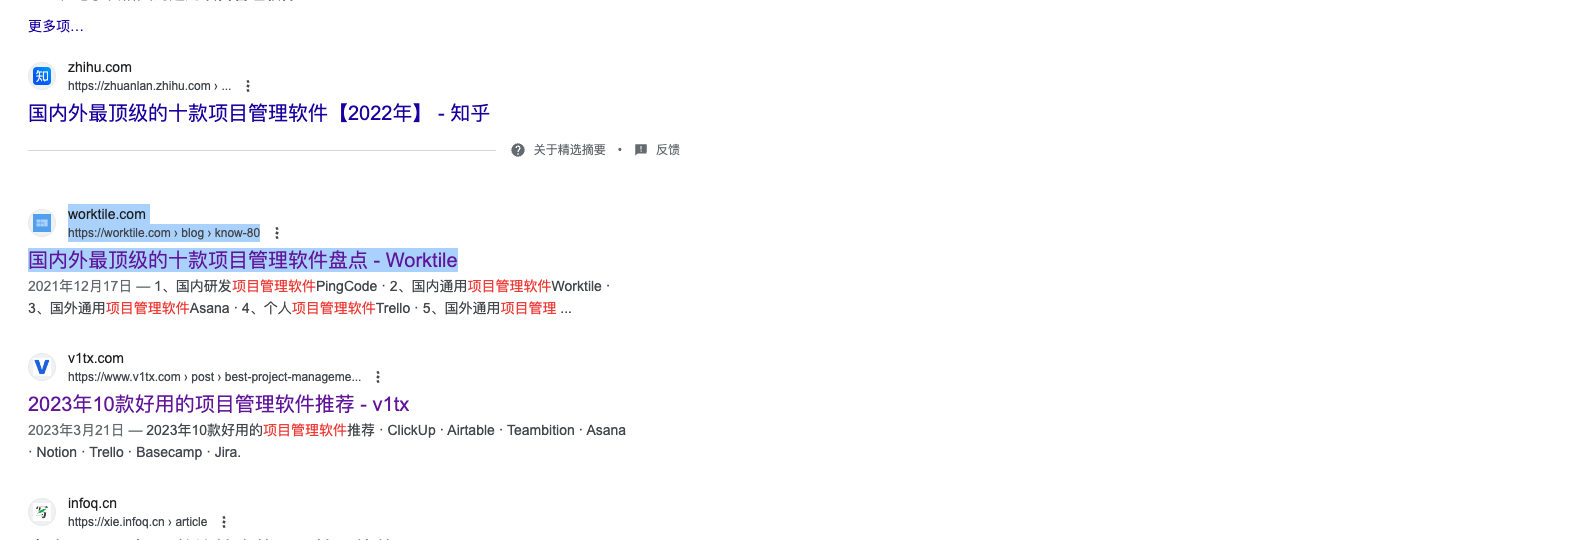 更多项…
知
zhihu.com
https://zhuanlan.zhihu.com › ...
国内外最顶级的十款项目管理软件【2022年】 - 知乎
关于精选摘要 • 反馈
worktile.com
https://worktile.com › blog › know-80
国内外最顶级的十款项目管理软件盘点 - Worktile
2021年12月17日 — 1、国内研发项目管理软件PingCode · 2、国内通用项目管理软件Worktile ·
3、国外通用项目管理软件Asana · 4、个人项目管理软件Trello · 5、国外通用项目管理 ...
V
v1tx.com
https://www.v1tx.com › post › best-project-manageme...
2023年10款好用的项目管理软件推荐 - v1tx
2023年3月21日 — 2023年10款好用的项目管理软件推荐 · ClickUp · Airtable · Teambition · Asana
· Notion · Trello · Basecamp · Jira.
infoq.cn
https://xie.infoq.cn › article